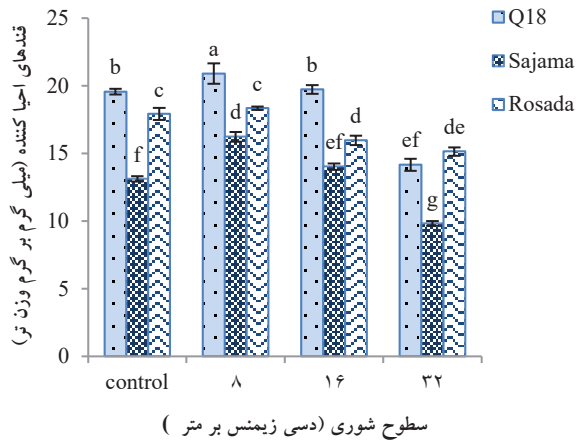 قندهای احیا کننده (میلی گرم بر گرم وزن تر)
25
20
15
10
5
0
b
f
c
a
d
c
b
ef
d
ef
g
de
control
۸
۱۶
۳۲
سطوح شوری (دسی زیمنس بر متر )
Q18
Sajama
Rosada